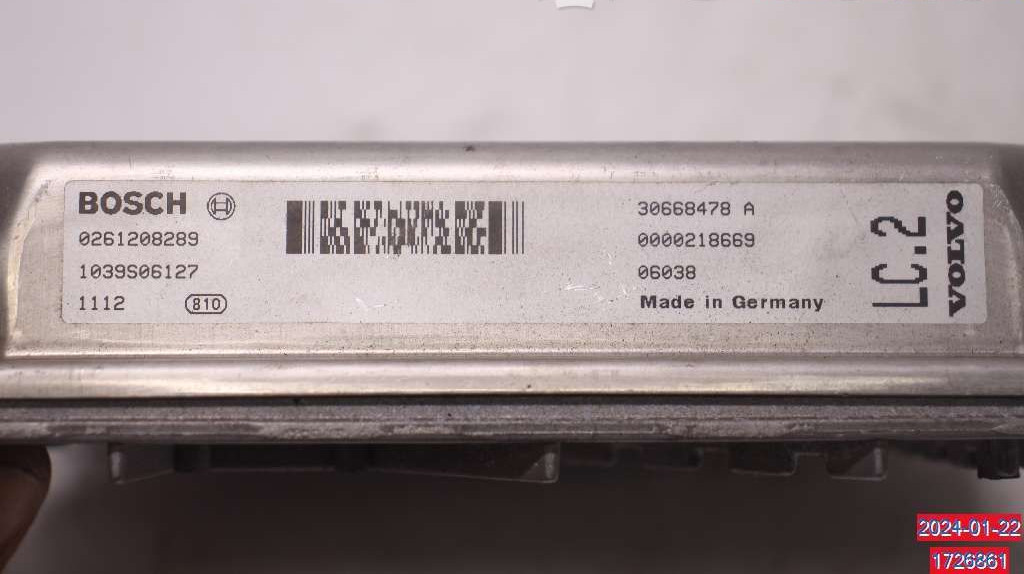 BOSCH
0261208289
1039S06127
1112 810
30668478 A
0000218669
06038
Made in Germany
LC.2
VOLVO
2024-01-22
1726861